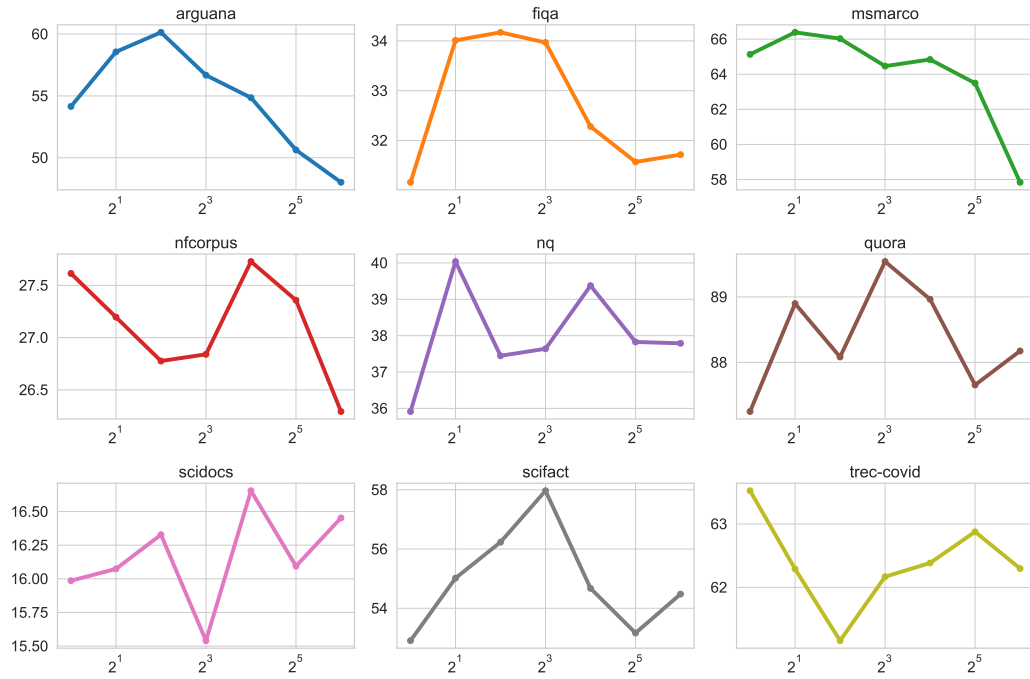 arguana
60
55
50
2^1 2^3 2^5
fiqa
34
33
32
2^1 2^3 2^5
msmarco
66
64
62
60
58
2^1 2^3 2^5
nfcorpus
27.5
27.0
26.5
2^1 2^3 2^5
nq
40
39
38
37
36
2^1 2^3 2^5
quora
89
88
2^1 2^3 2^5
scidocs
16.50
16.25
16.00
15.75
15.50
2^1 2^3 2^5
scifact
58
56
54
2^1 2^3 2^5
trec-covid
63
62
2^1 2^3 2^5